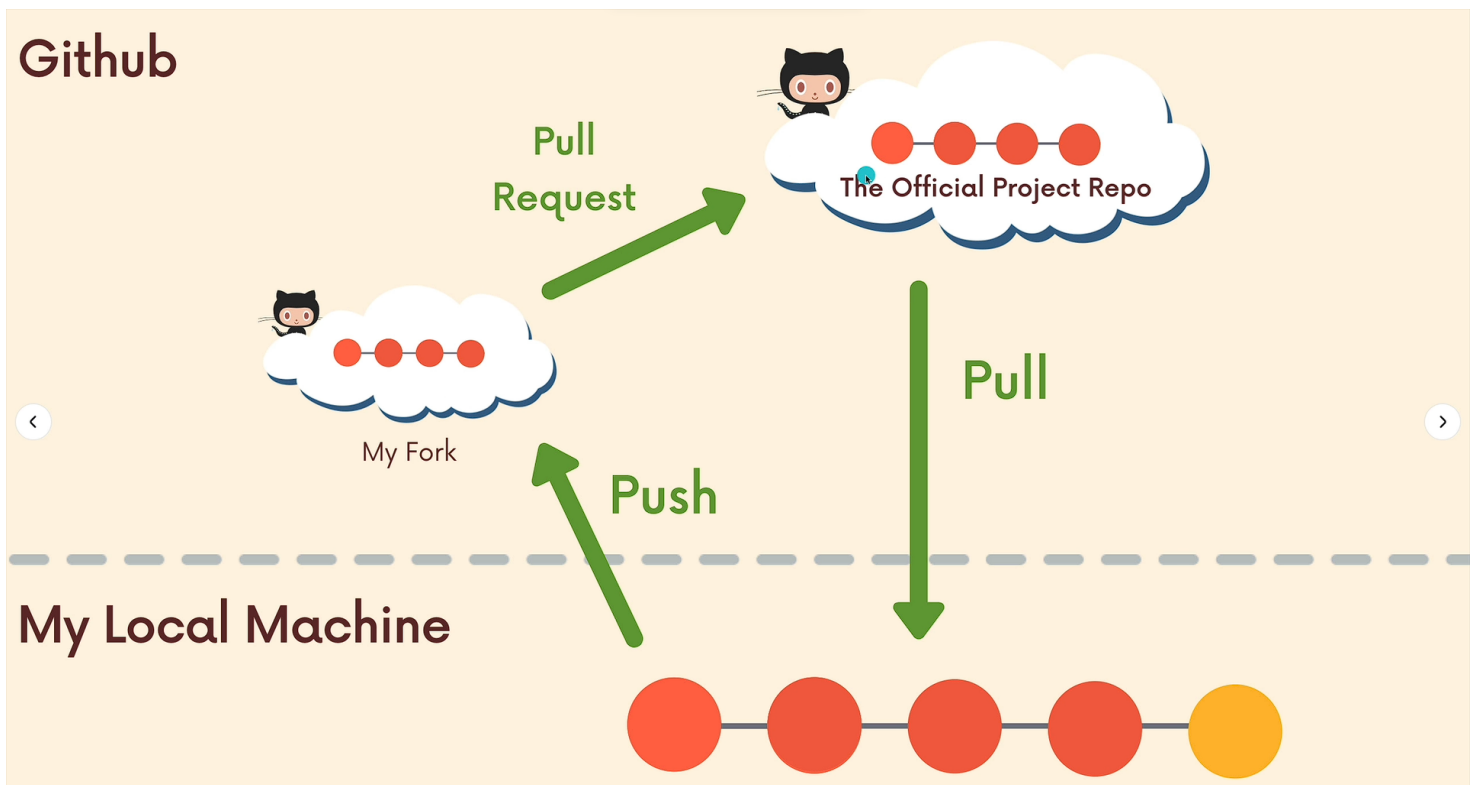 Github
Pull
Request
The Official Project Repo
Pull
My Fork
Push
My Local Machine